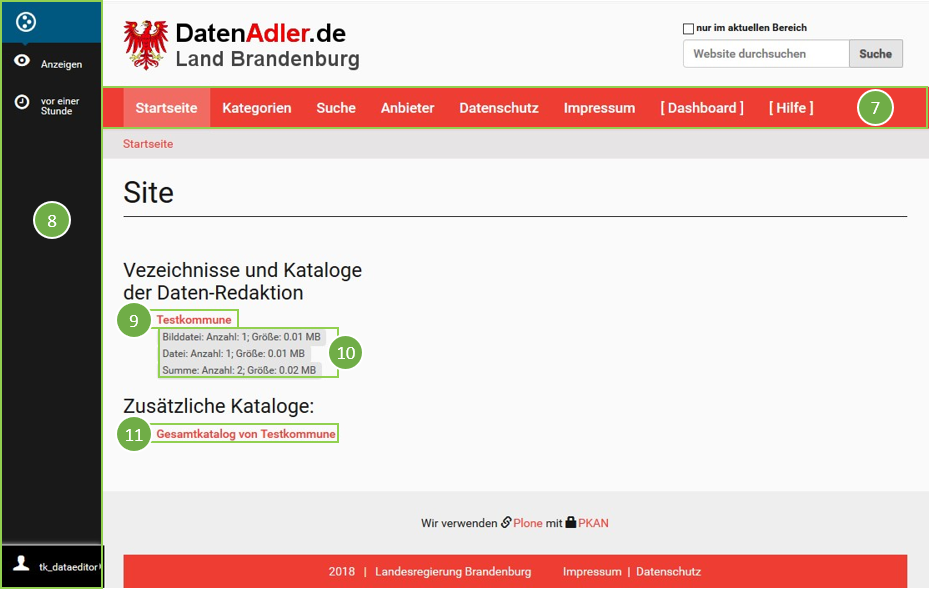 Anzeigen
vor einer
Stunde
8
tk_dataeditor
DatenAdler.de
Land Brandenburg
nur im aktuellen Bereich
Website durchsuchen
Suche
Startseite Kategorien Suche Anbieter Datenschutz Impressum [ Dashboard ] [ Hilfe ] 7
Startseite
Site
Vezeichnisse und Kataloge
der Daten-Redaktion
9 Testkommune
Bilddatei: Anzahl: 1; Größe: 0.01 MB
Datei: Anzahl: 1; Größe: 0.01 MB 10
Summe: Anzahl: 2; Größe: 0.02 MB
Zusätzliche Kataloge:
11 Gesamtkatalog von Testkommune
Wir verwenden Plone mit PKAN
2018 | Landesregierung Brandenburg Impressum | Datenschutz